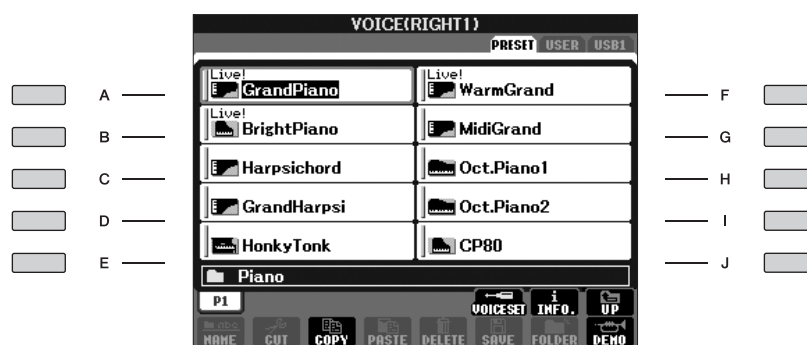 VOICE(RIGHT1)
PRESET USER USB1
A Live! GrandPiano Live! WarmGrand F
B Live! BrightPiano MidiGrand G
C Harpsichord Oct.Piano1 H
D GrandHarpsi Oct.Piano2 I
E HonkyTonk CP80 J
Piano
P1 VOICESET i INFO. UP
abc
NAME CUT COPY PASTE DELETE SAVE FOLDER DEMO